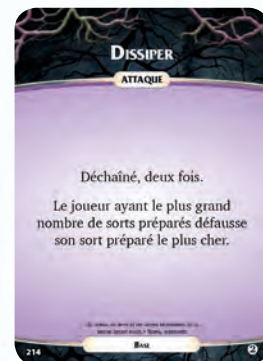 DISSIPER
ATTAQUE
Déchaîné, deux fois.
Le joueur ayant le plus grand
nombre de sorts préparés défausse
son sort préparé le plus cher.
BASE
214
2